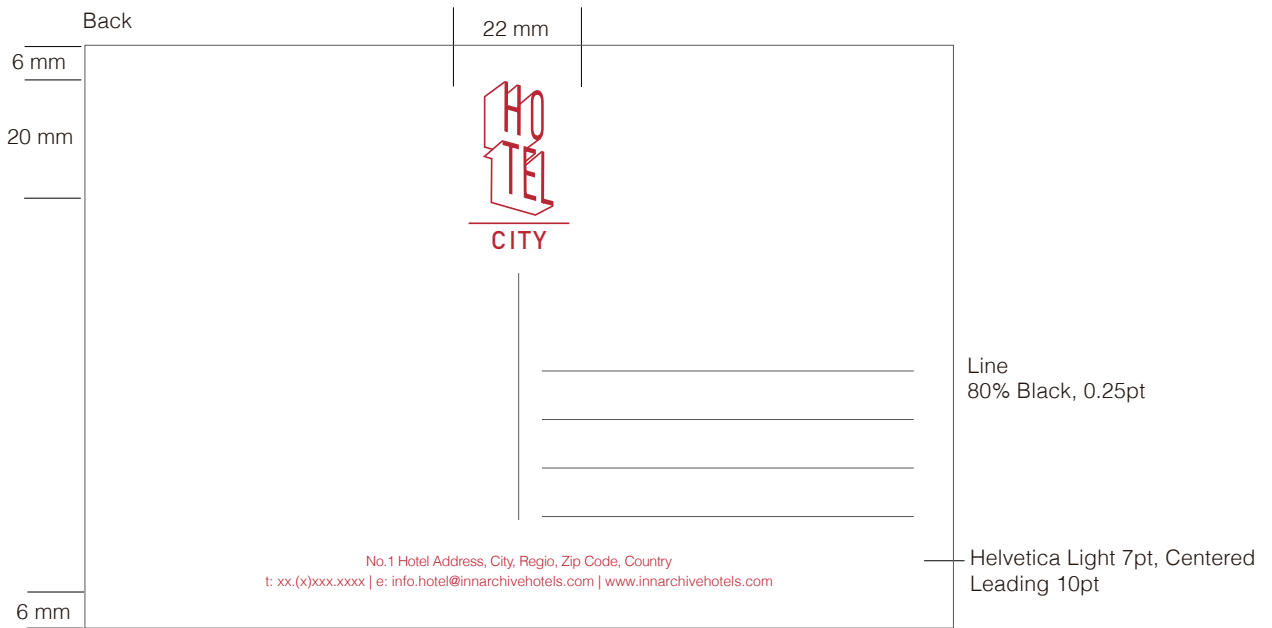 Back
22 mm
6 mm
20 mm
HO
TEL
CITY
Line
80% Black, 0.25pt
No.1 Hotel Address, City, Regio, Zip Code, Country
t: xx.(x)xxx.xxxx | e: info.hotel@innarchivehotels.com | www.innarchivehotels.com
Helvetica Light 7pt, Centered
Leading 10pt
6 mm